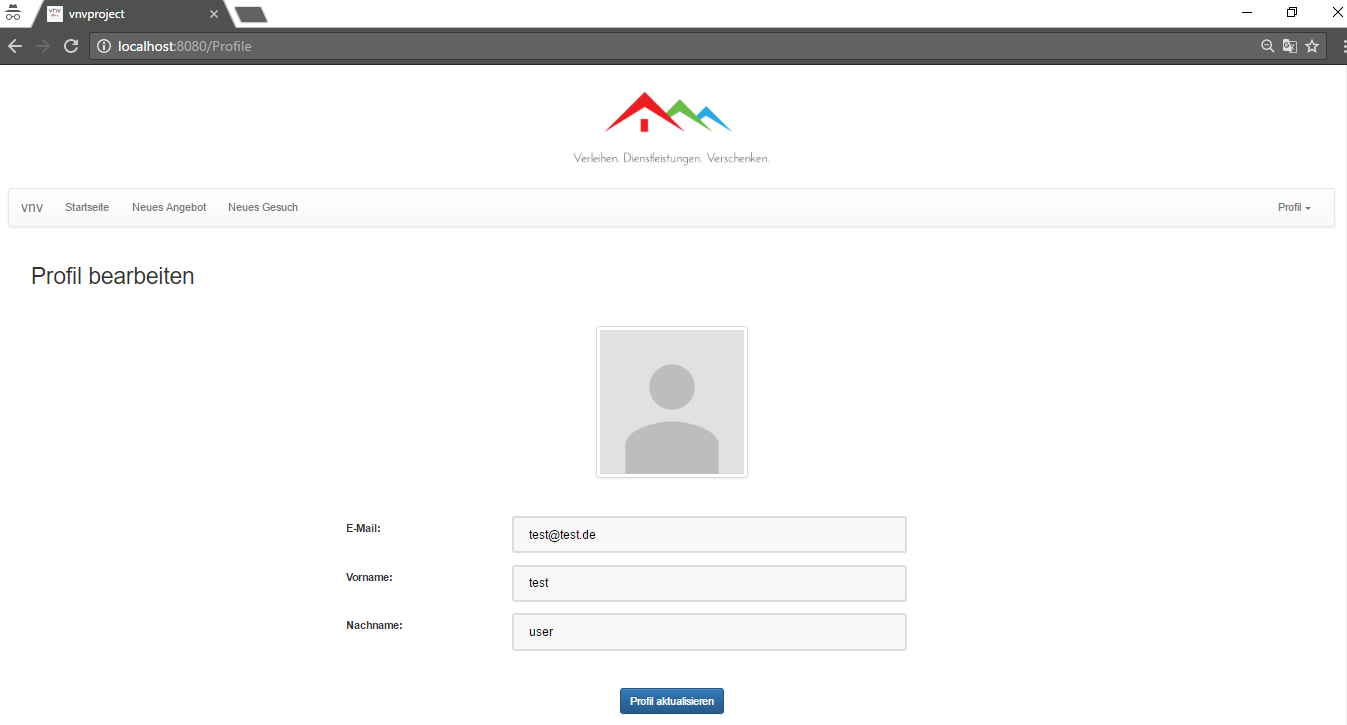 vnvproject
localhost:8080/Profile
Verleihen. Dienstleistungen. Verschenken.
vnv Startseite Neues Angebot Neues Gesuch Profil
Profil bearbeiten
E-Mail: test@test.de
Vorname: test
Nachname: user
Profil aktualisieren